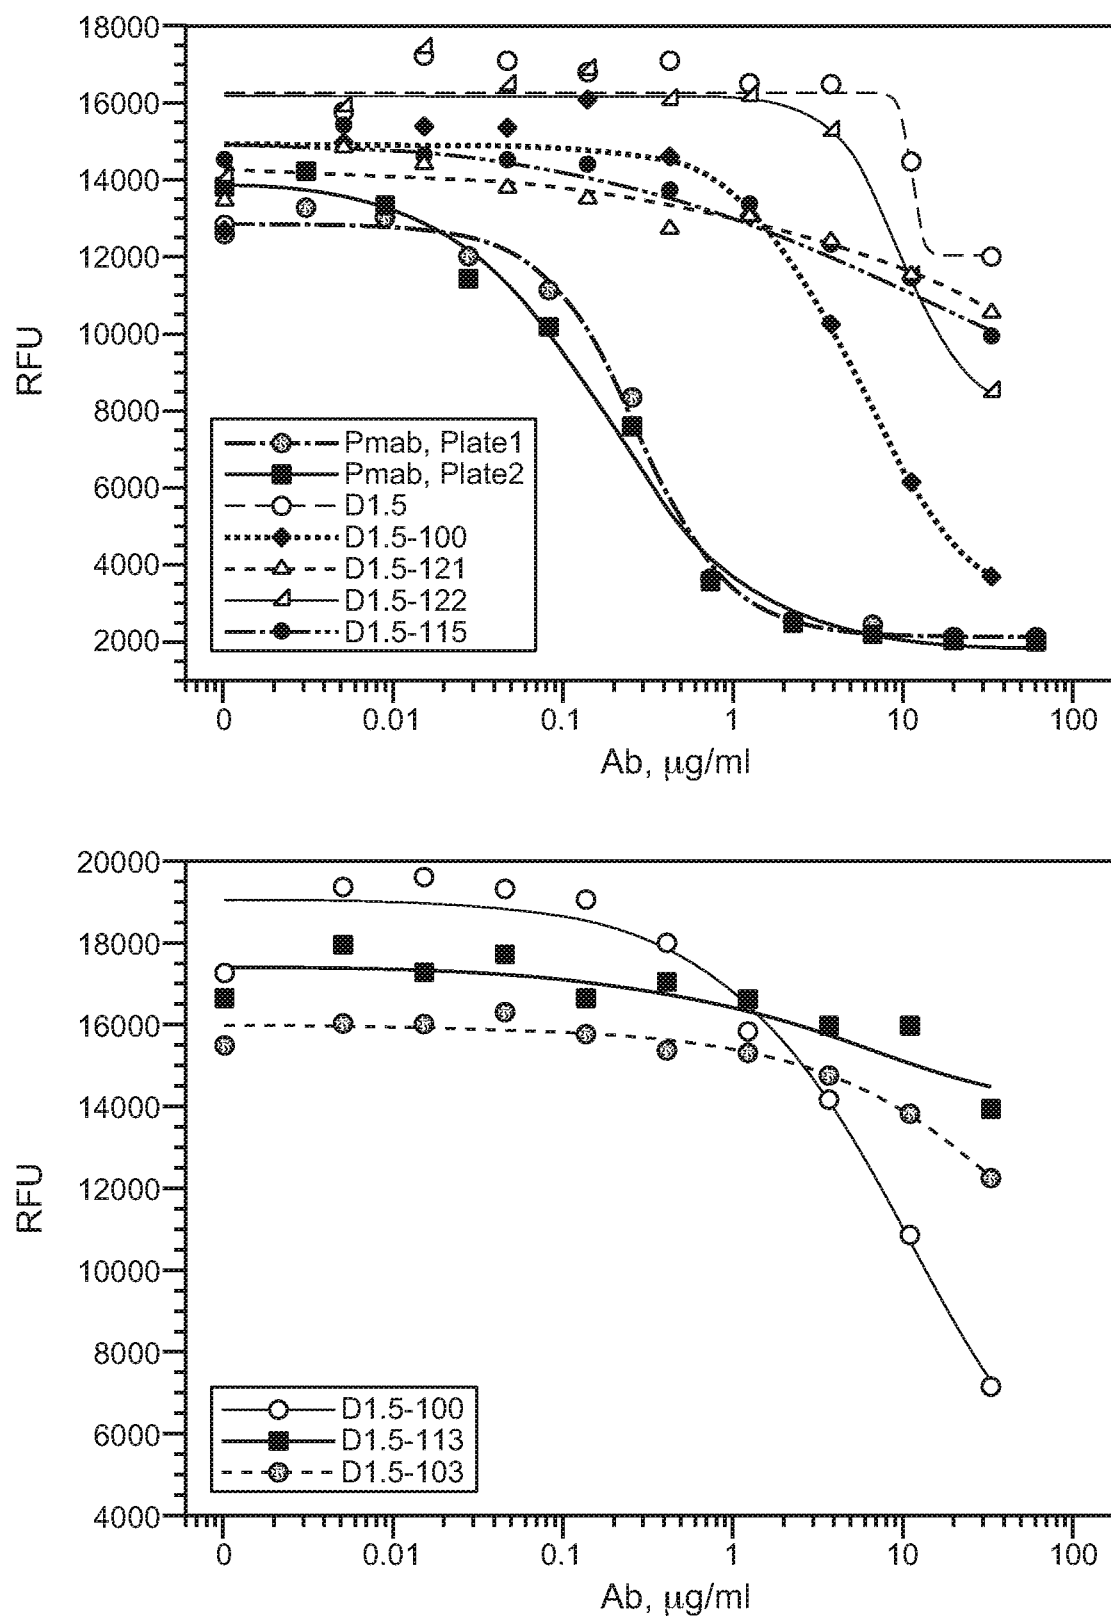 18000
16000
14000
12000
10000
8000
6000
4000
2000
RFU
Pmab, Plate1
Pmab, Plate2
D1.5
D1.5-100
D1.5-121
D1.5-122
D1.5-115
0 0.01 0.1 1 10 100
Ab, μg/ml
20000
18000
16000
14000
12000
10000
8000
6000
4000
RFU
D1.5-100
D1.5-113
D1.5-103
0 0.01 0.1 1 10 100
Ab, μg/ml